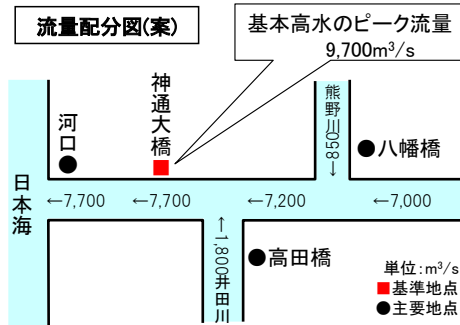 流量配分図(案)
基本高水のピーク流量
9,700m³/s
神通大橋
河口
熊野川
←850
八幡橋
日本海
←7,700
←7,700
←7,200
←7,000
←1,800
井田川
高田橋
単位:m³/s
■基準地点
●主要地点